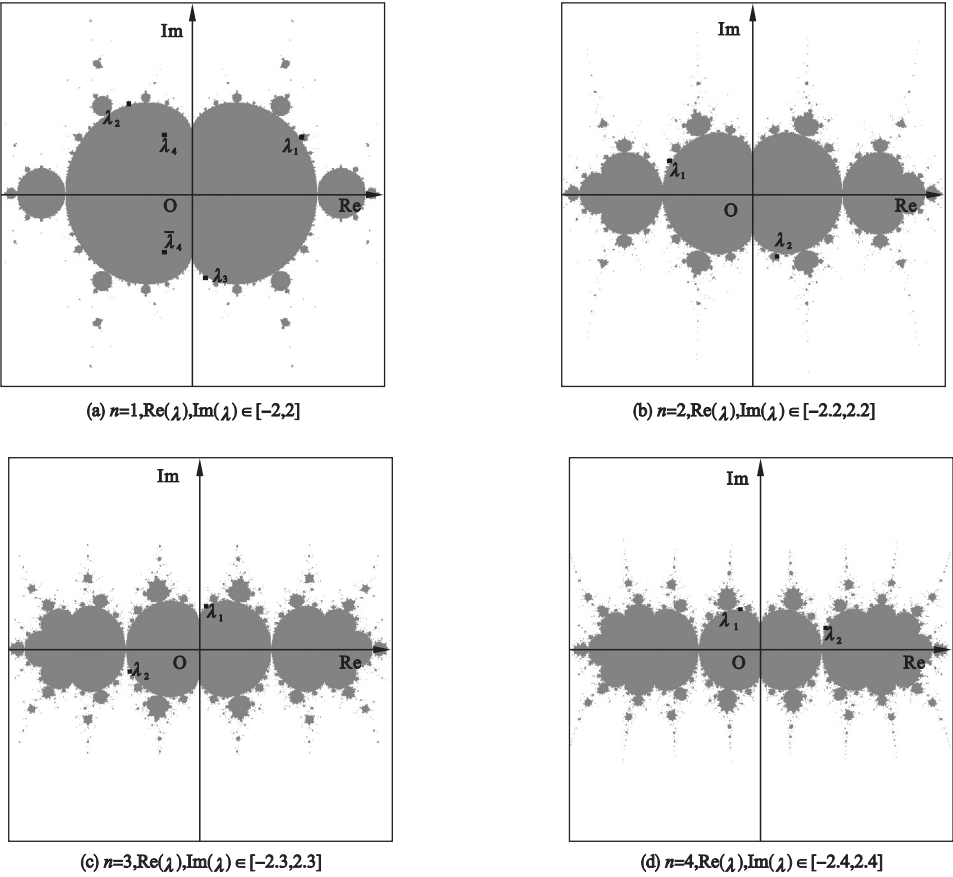 Im
λ₂
λ₄
λ₁
O
Re
λ̄₄
λ₃
(a) n=1,Re(λ),Im(λ)∈[−2,2]
Im
λ₁
O
Re
λ₂
(b) n=2,Re(λ),Im(λ)∈[−2.2,2.2]
Im
λ₁
O
Re
λ₂
(c) n=3,Re(λ),Im(λ)∈[−2.3,2.3]
Im
λ₁
λ₂
O
Re
(d) n=4,Re(λ),Im(λ)∈[−2.4,2.4]